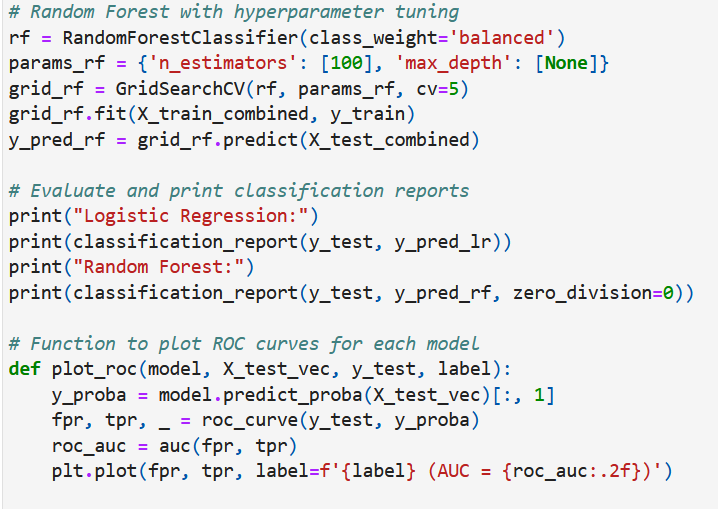 # Random Forest with hyperparameter tuning
rf = RandomForestClassifier(class_weight='balanced')
params_rf = {'n_estimators': [100], 'max_depth': [None]}
grid_rf = GridSearchCV(rf, params_rf, cv=5)
grid_rf.fit(X_train_combined, y_train)
y_pred_rf = grid_rf.predict(X_test_combined)

# Evaluate and print classification reports
print("Logistic Regression:")
print(classification_report(y_test, y_pred_lr))
print("Random Forest:")
print(classification_report(y_test, y_pred_rf, zero_division=0))

# Function to plot ROC curves for each model
def plot_roc(model, X_test_vec, y_test, label):
    y_proba = model.predict_proba(X_test_vec)[:, 1]
    fpr, tpr, _ = roc_curve(y_test, y_proba)
    roc_auc = auc(fpr, tpr)
    plt.plot(fpr, tpr, label=f'{label} (AUC = {roc_auc:.2f})')